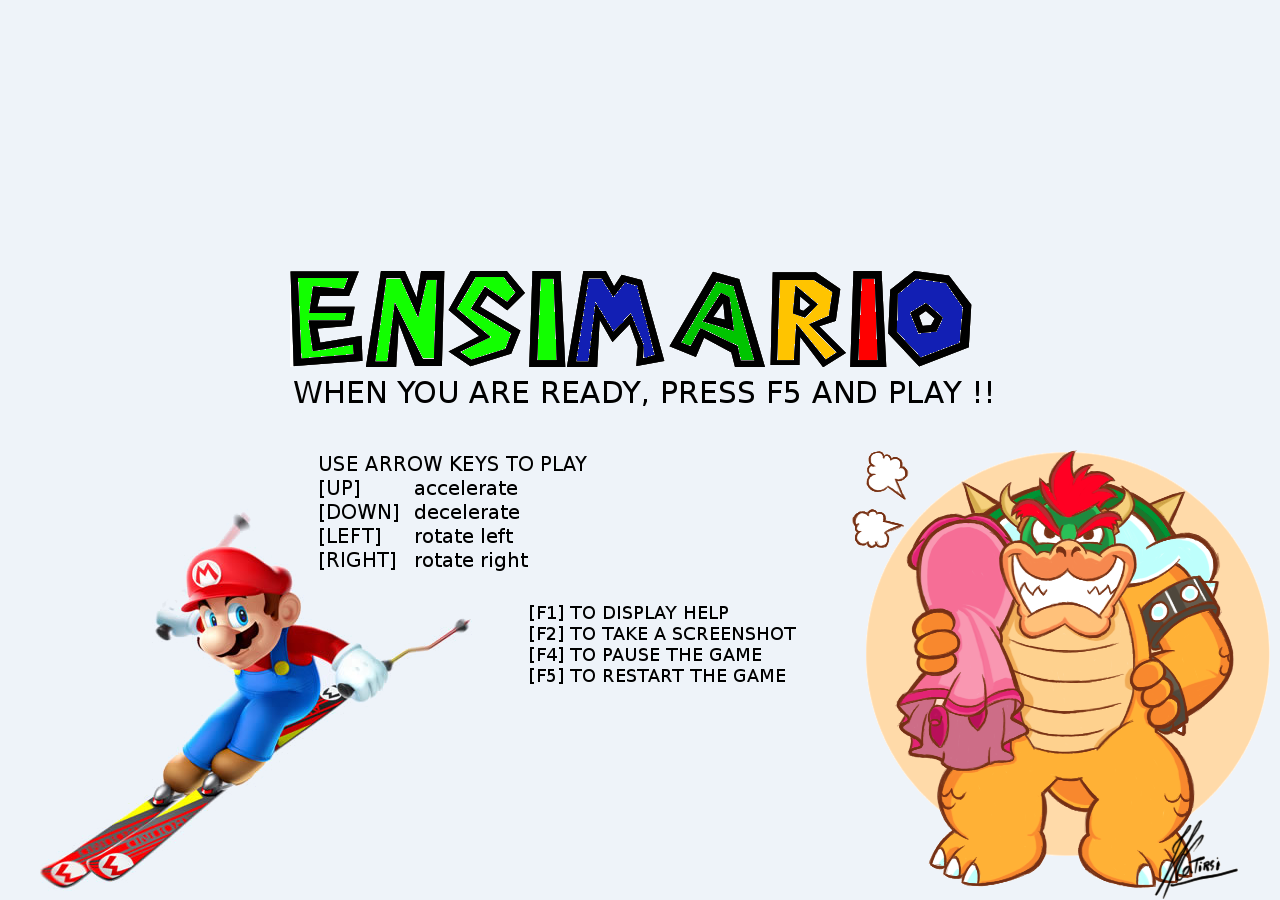 ENSIMARIO
WHEN YOU ARE READY, PRESS F5 AND PLAY !!
USE ARROW KEYS TO PLAY
[UP] accelerate
[DOWN] decelerate
[LEFT] rotate left
[RIGHT] rotate right
[F1] TO DISPLAY HELP
[F2] TO TAKE A SCREENSHOT
[F4] TO PAUSE THE GAME
[F5] TO RESTART THE GAME
M